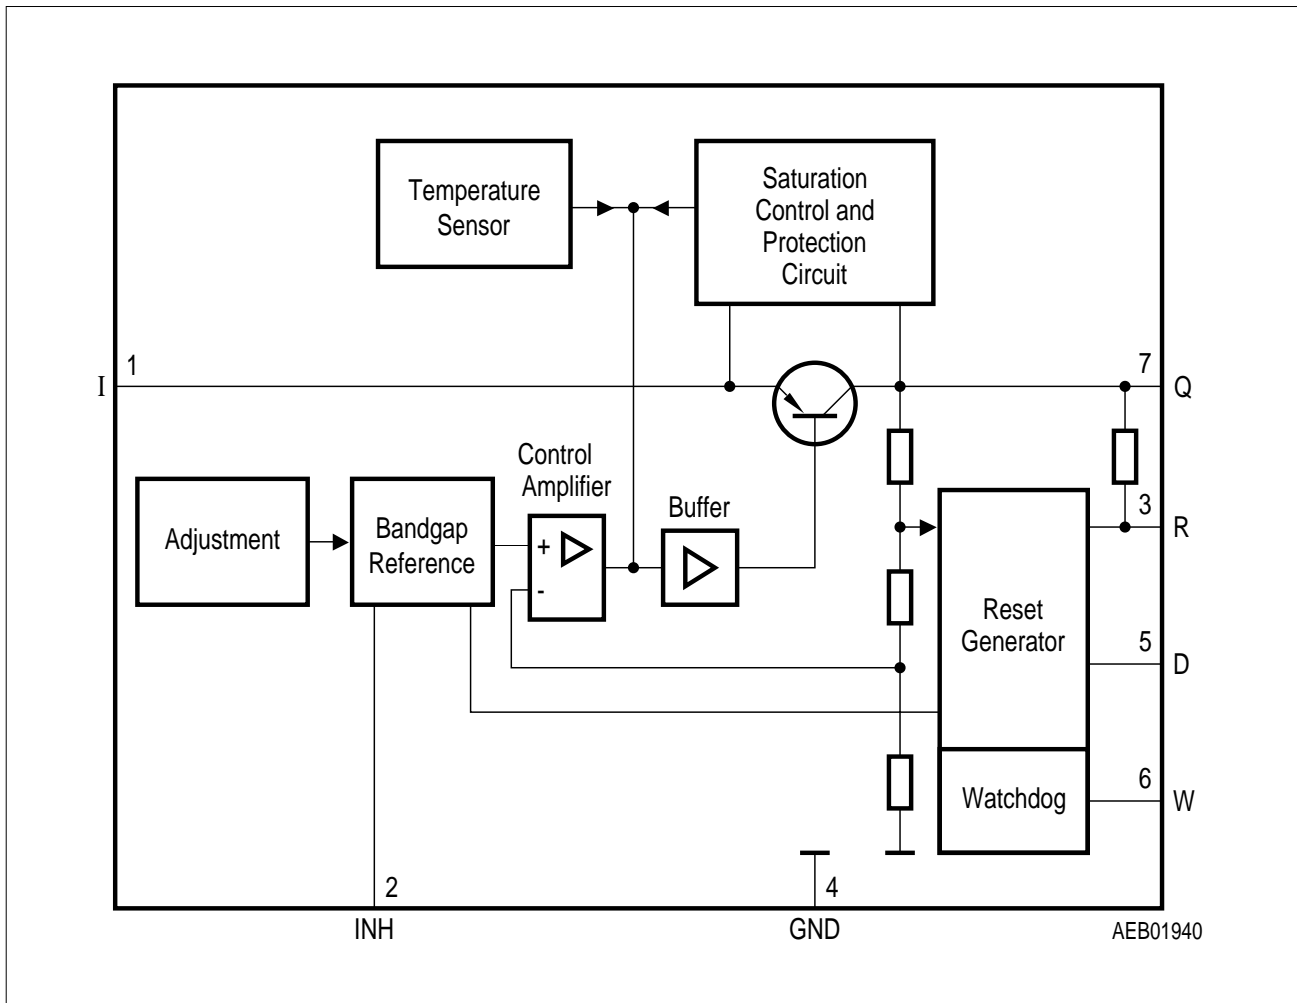 Temperature
Sensor
Saturation
Control and
Protection
Circuit
1
I
7
Q
Control
Amplifier
Buffer
Adjustment
Bandgap
Reference
+
-
3
R
Reset
Generator
5
D
Watchdog
6
W
2
INH
4
GND
AEB01940